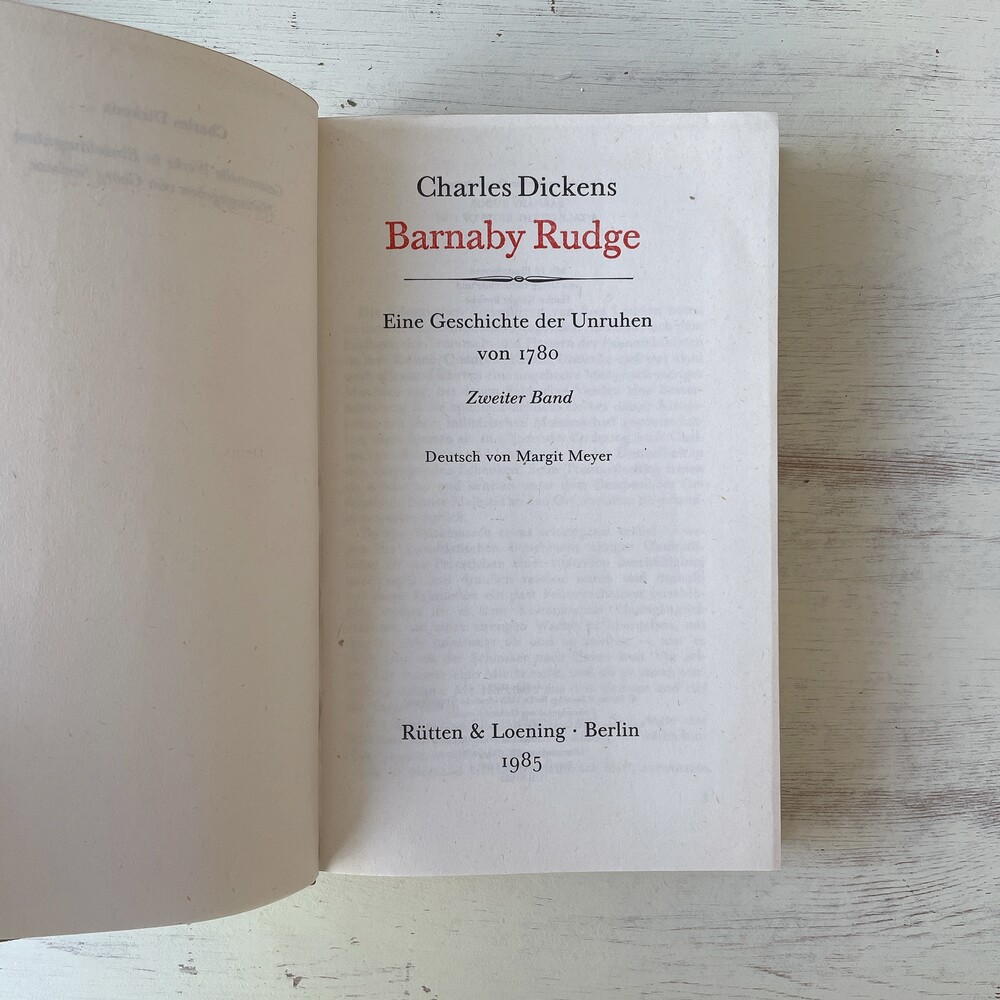 Charles Dickens
Barnaby Rudge
Eine Geschichte der Unruhen
von 1780
Zweiter Band
Deutsch von Margit Meyer
Rütten & Loening · Berlin
1985